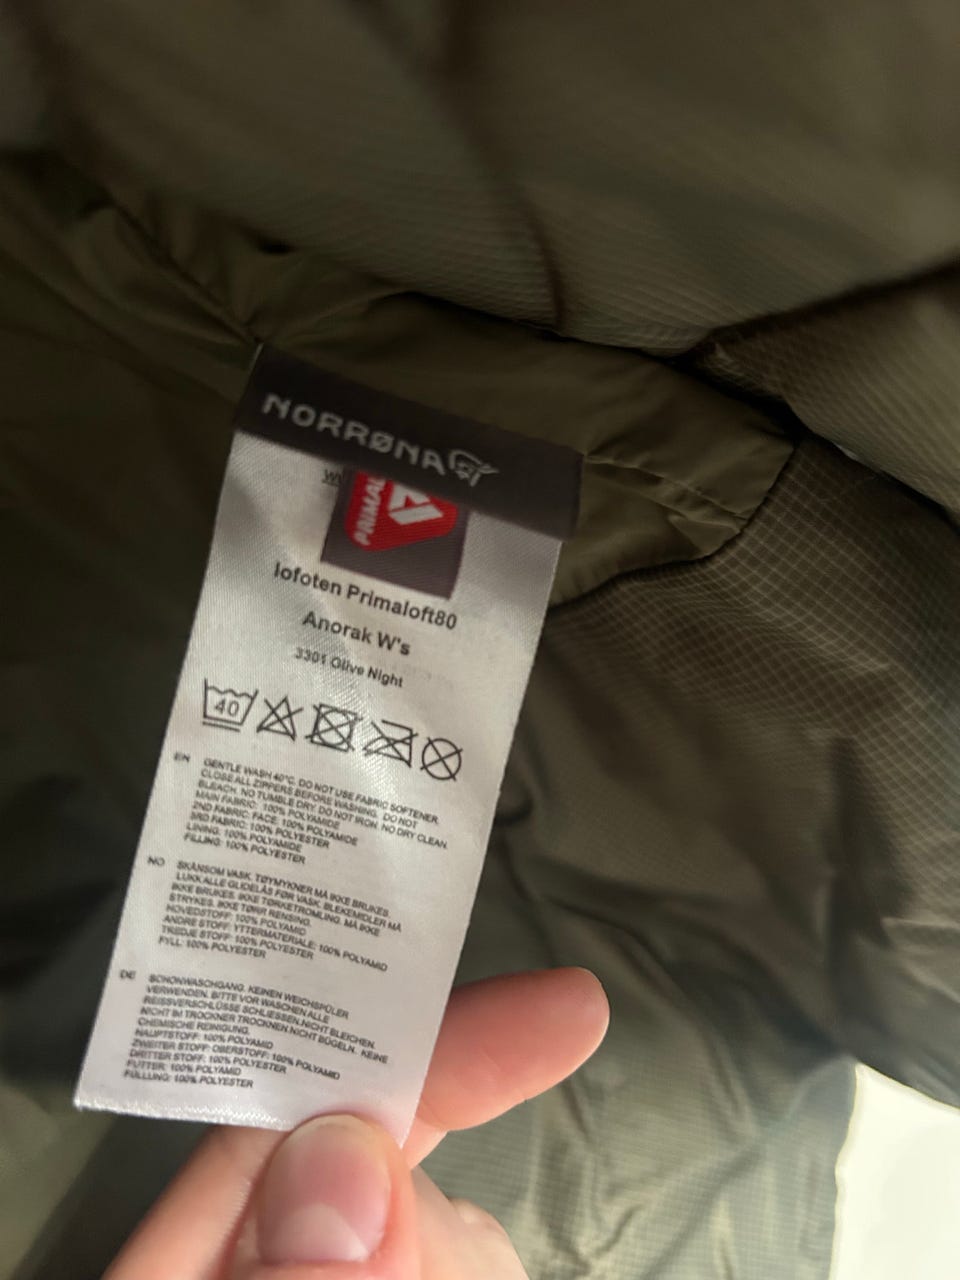 NORRØNA
PRIMAL
lofoten Primaloft80
Anorak W's
3301 Olive Night
40
EN GENTLE WASH 40°C. DO NOT USE FABRIC SOFTENER.
CLOSE ALL ZIPPERS BEFORE WASHING. DO NOT
BLEACH. NO TUMBLE DRY. DO NOT IRON. NO DRY CLEAN.
MAIN FABRIC: 100% POLYAMIDE
2ND FABRIC: FACE: 100% POLYAMIDE
3RD FABRIC: 100% POLYESTER
LINING: 100% POLYAMIDE
FILLING: 100% POLYESTER
NO SKÅNSOM VASK. TØYMYKNER MÅ IKKE BRUKES.
LUKK ALLE GLIDELÅS FØR VASK. BLEKEMIDLER MÅ
IKKE BRUKES. IKKE TØRKETROMLING. MÅ IKKE
STRYKES. IKKE TØRR RENSING.
HOVEDSTOFF: 100% POLYAMID
ANDRE STOFF: YTTERMATERIALE: 100% POLYAMID
TREDJE STOFF: 100% POLYESTER
FYLL: 100% POLYESTER
DE SCHONWASCHGANG. KEINEN WEICHSPÜLER
VERWENDEN. BITTE VOR WASCHEN ALLE
REISSVERSCHLÜSSE SCHLIESSEN.NICHT BLEICHEN.
NICHT IM TROCKNER TROCKNEN.NICHT BÜGELN. KEINE
CHEMISCHE REINIGUNG.
HAUPTSTOFF: 100% POLYAMID
ZWEITER STOFF: OBERSTOFF: 100% POLYAMID
DRITTER STOFF: 100% POLYESTER
FUTTER: 100% POLYAMID
FÜLLUNG: 100% POLYESTER